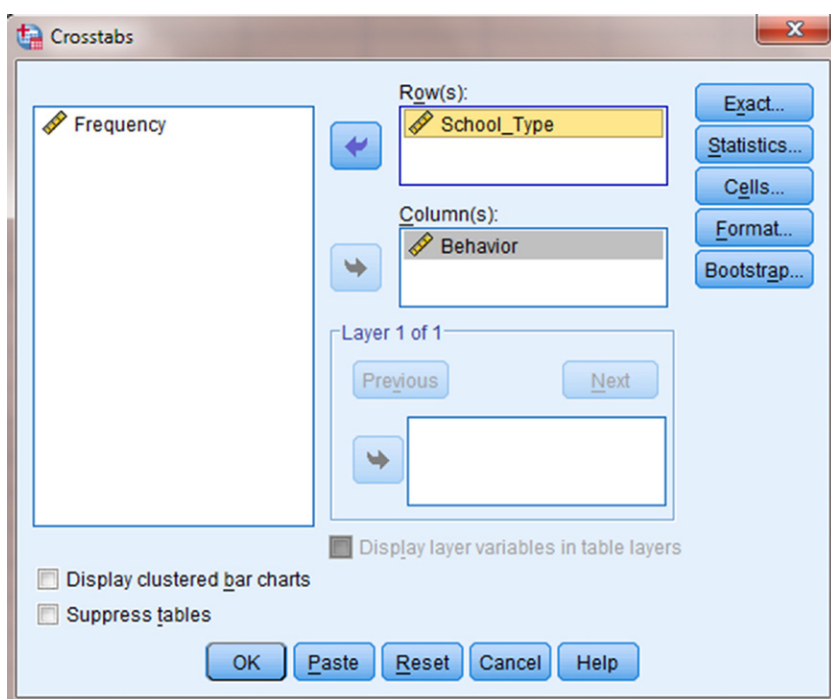 Crosstabs
X
Frequency
Row(s):
School_Type
Column(s):
Behavior
Exact...
Statistics...
Cells...
Format...
Bootstrap...
Layer 1 of 1
Previous
Next
Display layer variables in table layers
Display clustered bar charts
Suppress tables
OK
Paste
Reset
Cancel
Help